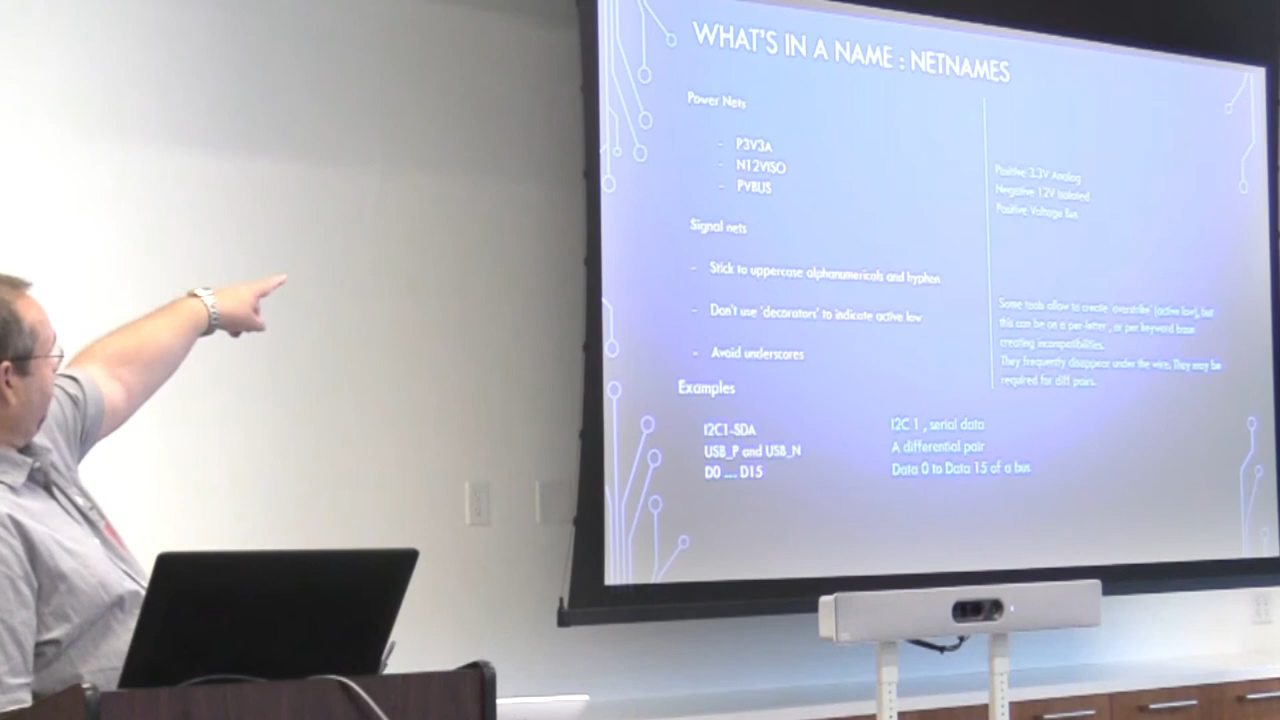 WHAT'S IN A NAME : NETNAMES
Power Nets
- P3V3A
- N12VISO
- PVBUS
Positive 3.3V Analog
Negative 12V Isolated
Positive Voltage Bus
Signal nets
- Stick to uppercase alphanumericals and hyphen
- Don't use 'decorators' to indicate active low
- Avoid underscores
Some tools allow to create 'overstrike' (active low), but
this can be on a per-letter , or per keyword base
creating incompatibilities.
They frequently disappear under the wire. They may be
required for diff pairs.
Examples
I2C1-SDA
I2C 1 , serial data
USB_P and USB_N
A differential pair
D0 .... D15
Data 0 to Data 15 of a bus